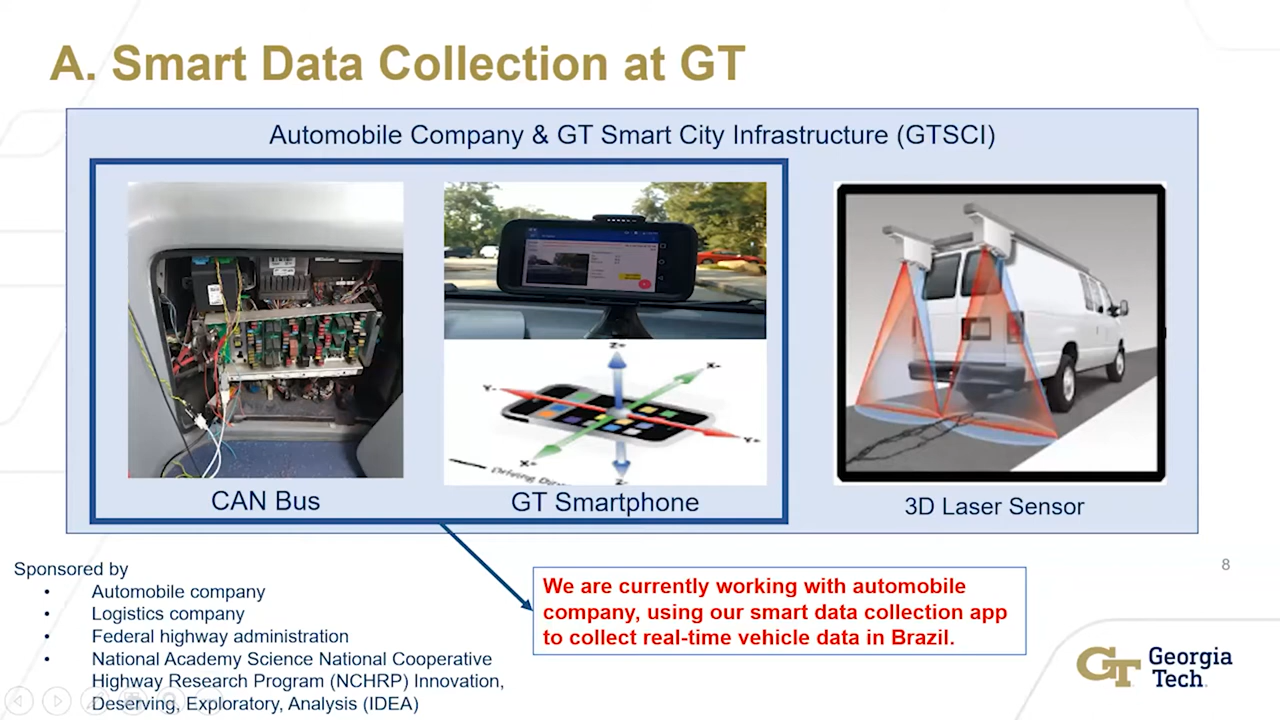 A. Smart Data Collection at GT
Automobile Company & GT Smart City Infrastructure (GTSCI)
Z+
X-
Y-
Y+
X+
Z-
CAN Bus
GT Smartphone
3D Laser Sensor
Sponsored by
• Automobile company
• Logistics company
• Federal highway administration
• National Academy Science National Cooperative
Highway Research Program (NCHRP) Innovation,
Deserving, Exploratory, Analysis (IDEA)
We are currently working with automobile
company, using our smart data collection app
to collect real-time vehicle data in Brazil.
8
GT
Georgia
Tech